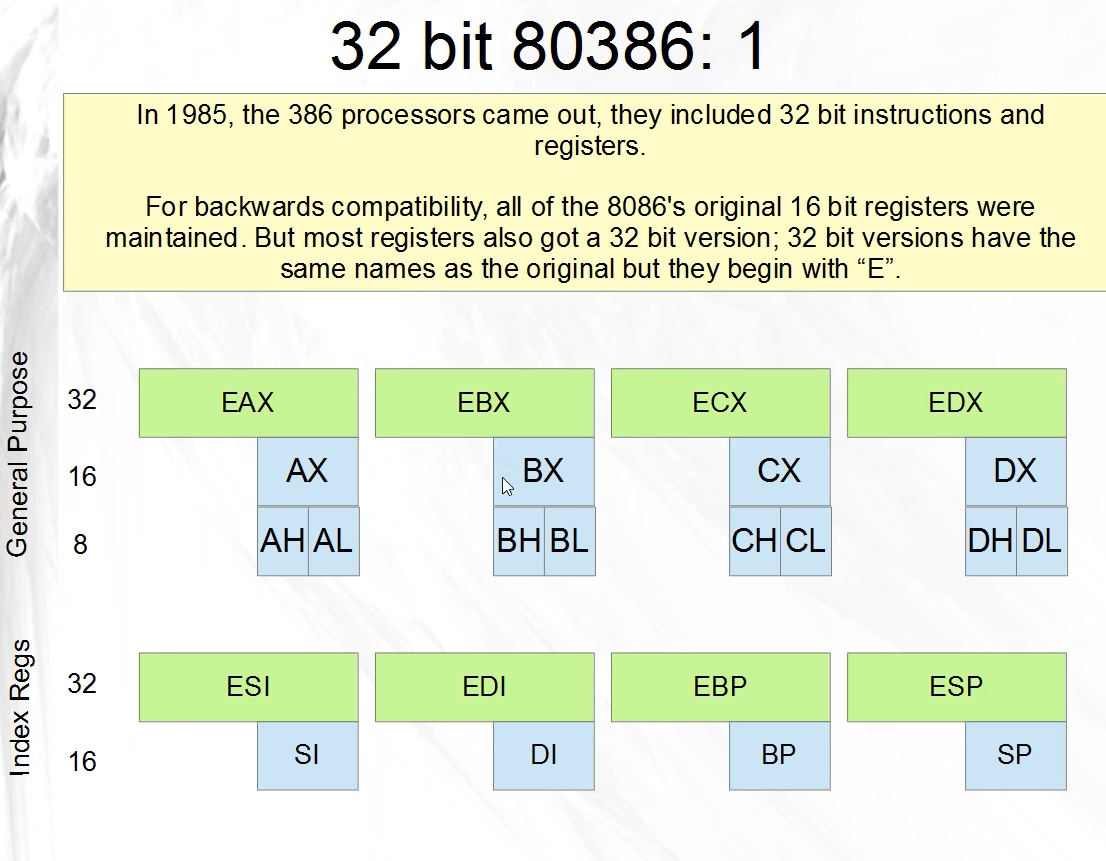 32 bit 80386: 1
In 1985, the 386 processors came out, they included 32 bit instructions and
registers.
For backwards compatibility, all of the 8086's original 16 bit registers were
maintained. But most registers also got a 32 bit version; 32 bit versions have the
same names as the original but they begin with “E”.
General Purpose
32
EAX EBX ECX EDX
16
AX BX CX DX
8
AH AL BH BL CH CL DH DL
Index Regs
32
ESI EDI EBP ESP
16
SI DI BP SP